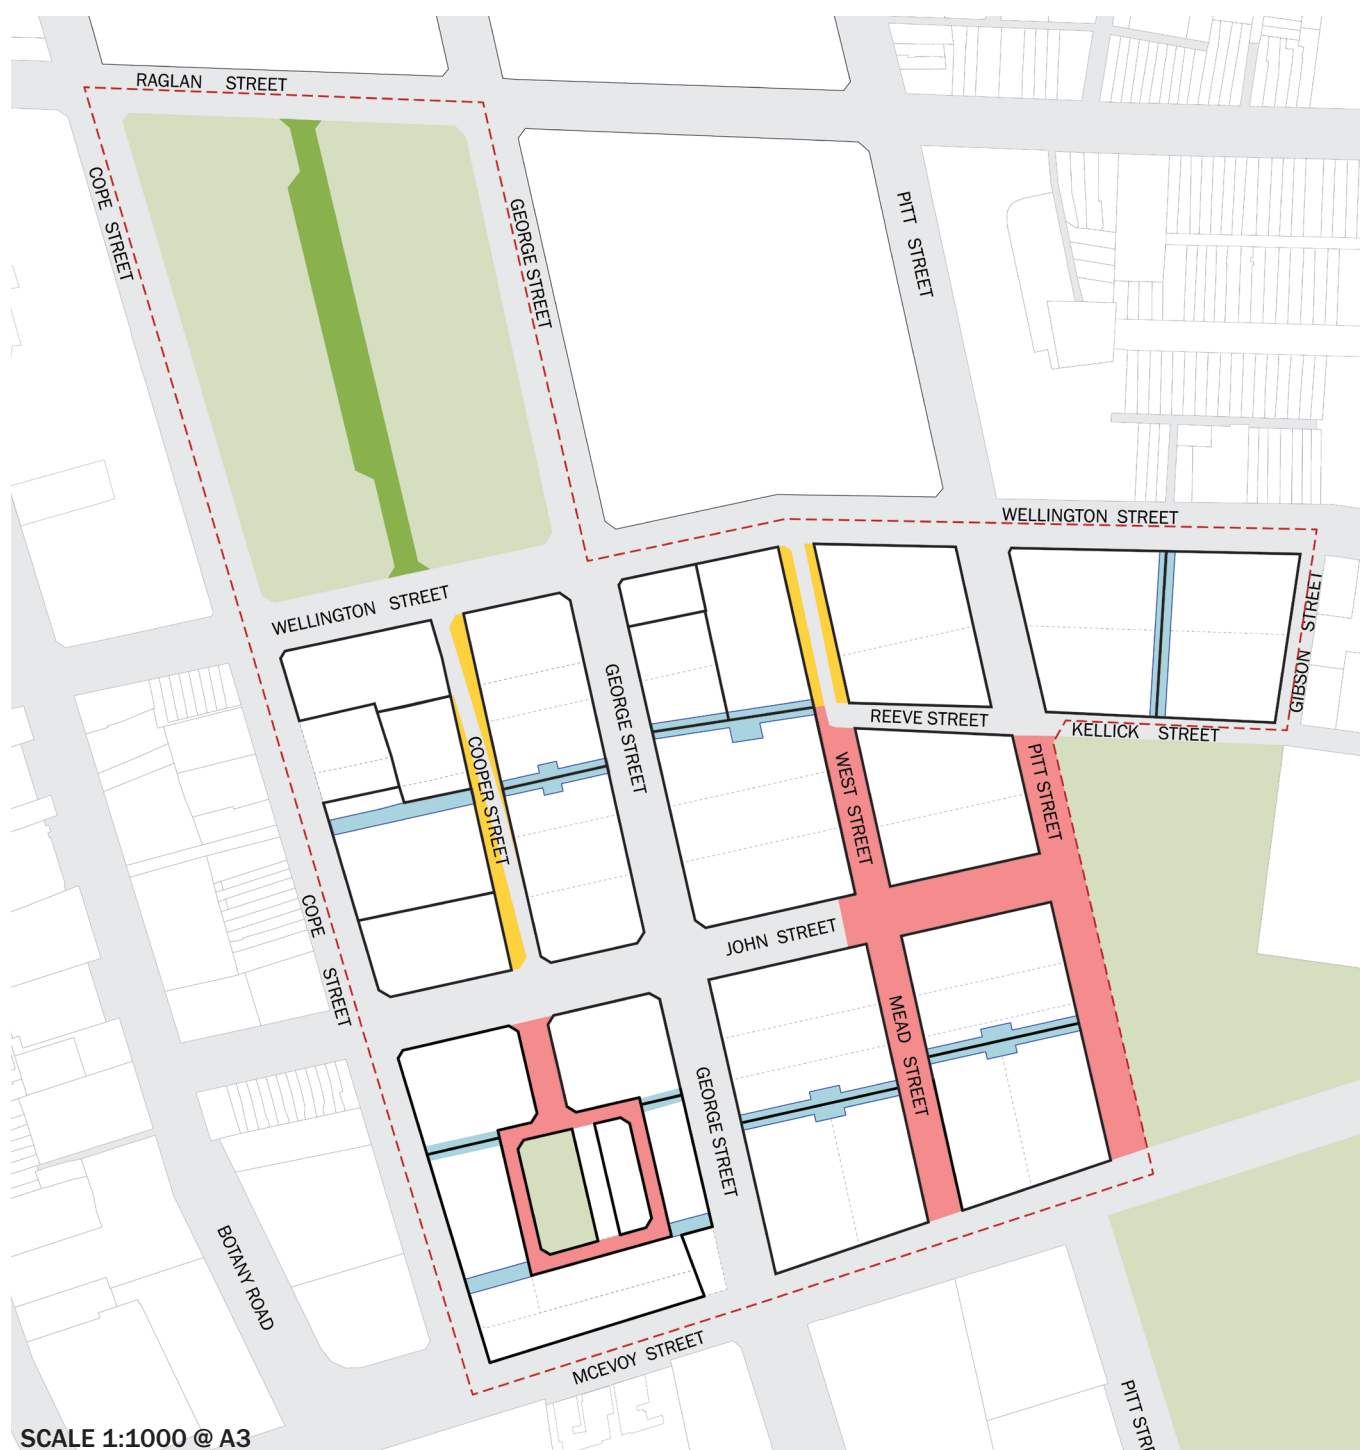 RAGLAN STREET
COPE STREET
GEORGE STREET
PITT STREET
WELLINGTON STREET
WELLINGTON STREET
GIBSON STREET
GEORGE STREET
REEVE STREET
KELLICK STREET
COOPER STREET
WEST STREET
PITT STREET
COPE STREET
JOHN STREET
MEAD STREET
GEORGE STREET
BOTANY ROAD
MCEVOY STREET
PITT STR
SCALE 1:1000 @ A3